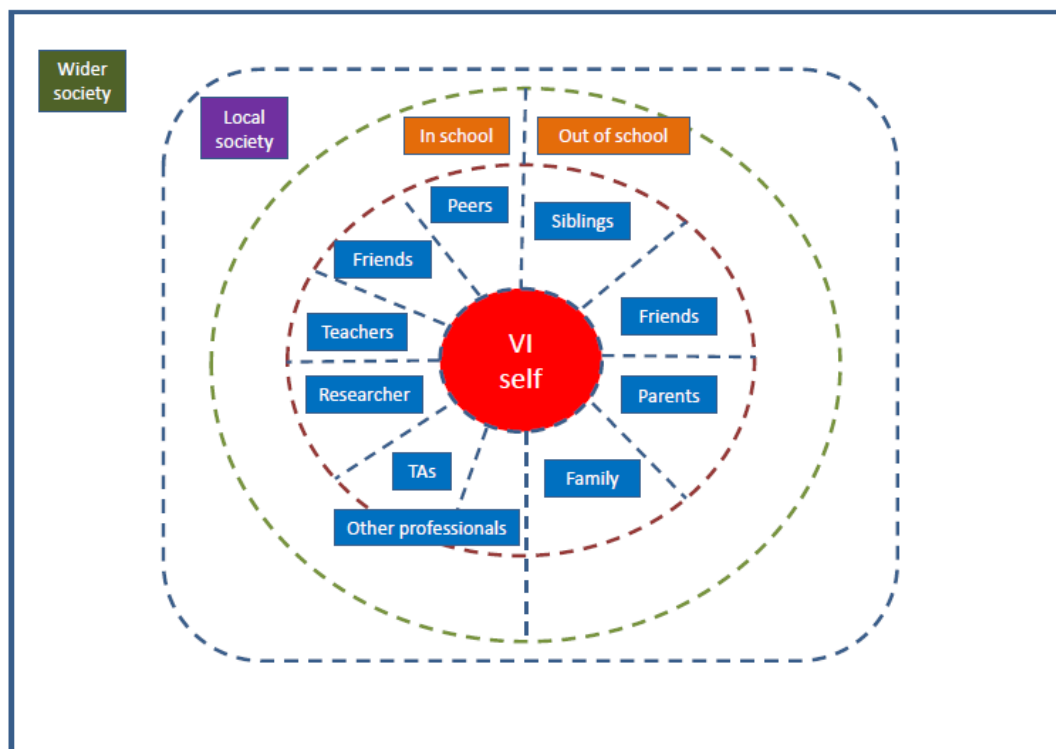 Wider
society
Local
society
In school
Out of school
Peers
Siblings
Friends
Friends
Teachers
VI
self
Researcher
Parents
TAs
Family
Other professionals